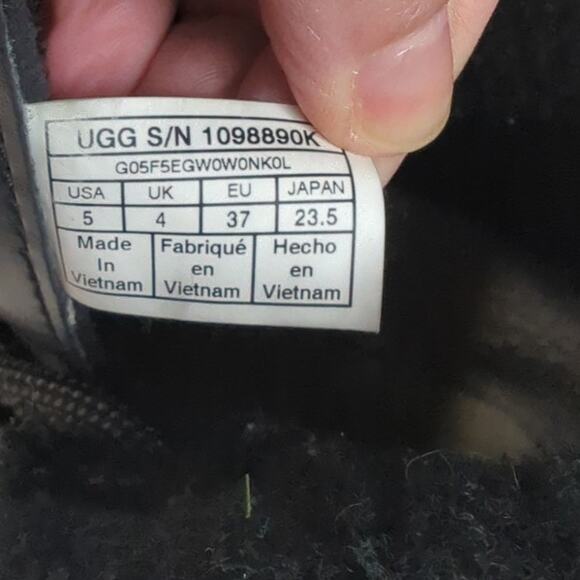 UGG S/N 1098890K
G05F5EGW0W0NK0L
USA UK EU JAPAN
5 4 37 23.5
Made Fabriqué Hecho
In en en
Vietnam Vietnam Vietnam